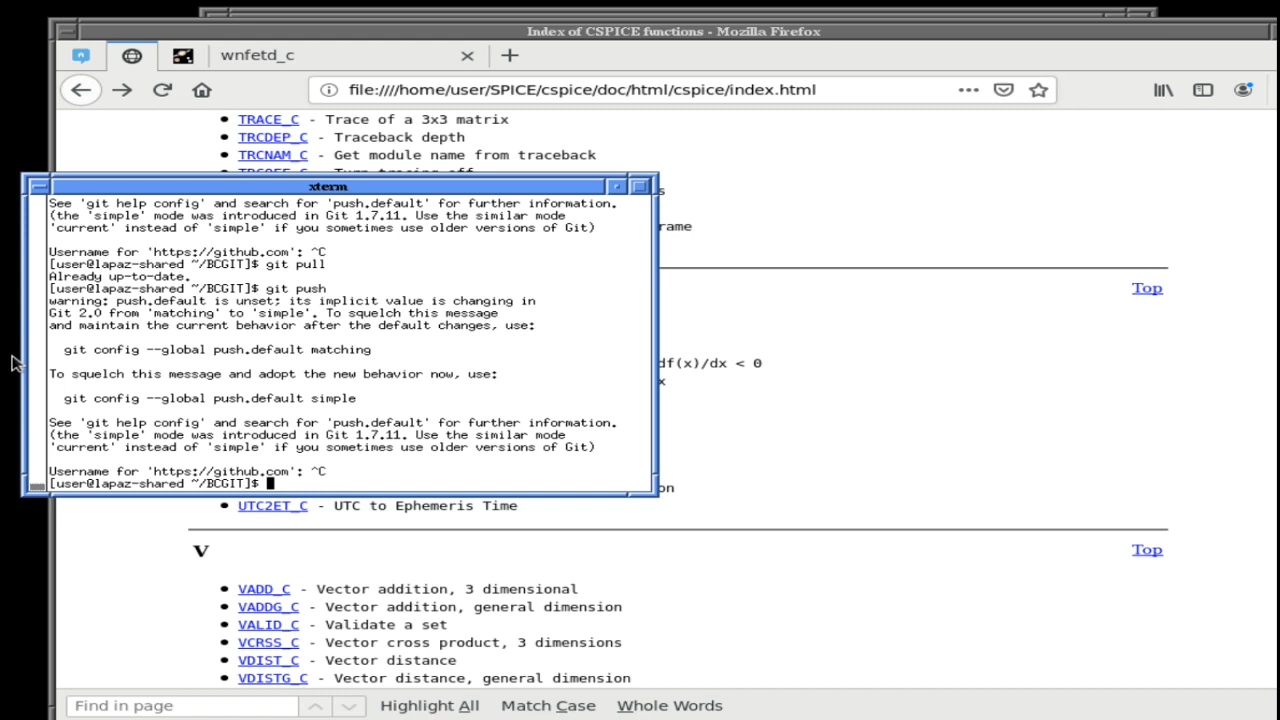 Index of CSPICE functions - Mozilla Firefox
wnfetd_c
file:////home/user/SPICE/cspice/doc/html/cspice/index.html
TRACE_C - Trace of a 3x3 matrix
TRCDEP_C - Traceback depth
TRCNAM_C - Get module name from traceback
xterm
See 'git help config' and search for 'push.default' for further information.
(the 'simple' mode was introduced in Git 1.7.11. Use the similar mode
'current' instead of 'simple' if you sometimes use older versions of Git)
Username for 'https://github.com': ^C
[user@lapaz-shared ~/BCGIT]$ git pull
Already up-to-date.
[user@lapaz-shared ~/BCGIT]$ git push
warning: push.default is unset; its implicit value is changing in
Git 2.0 from 'matching' to 'simple'. To squelch this message
and maintain the current behavior after the default changes, use:
git config --global push.default matching
To squelch this message and adopt the new behavior now, use:
git config --global push.default simple
See 'git help config' and search for 'push.default' for further information.
(the 'simple' mode was introduced in Git 1.7.11. Use the similar mode
'current' instead of 'simple' if you sometimes use older versions of Git)
Username for 'https://github.com': ^C
[user@lapaz-shared ~/BCGIT]$
s
rame
Top
df(x)/dx < 0
x
on
UTC2ET_C - UTC to Ephemeris Time
V
Top
VADD_C - Vector addition, 3 dimensional
VADDG_C - Vector addition, general dimension
VALID_C - Validate a set
VCRSS_C - Vector cross product, 3 dimensions
VDIST_C - Vector distance
VDISTG_C - Vector distance, general dimension
Find in page
Highlight All
Match Case
Whole Words